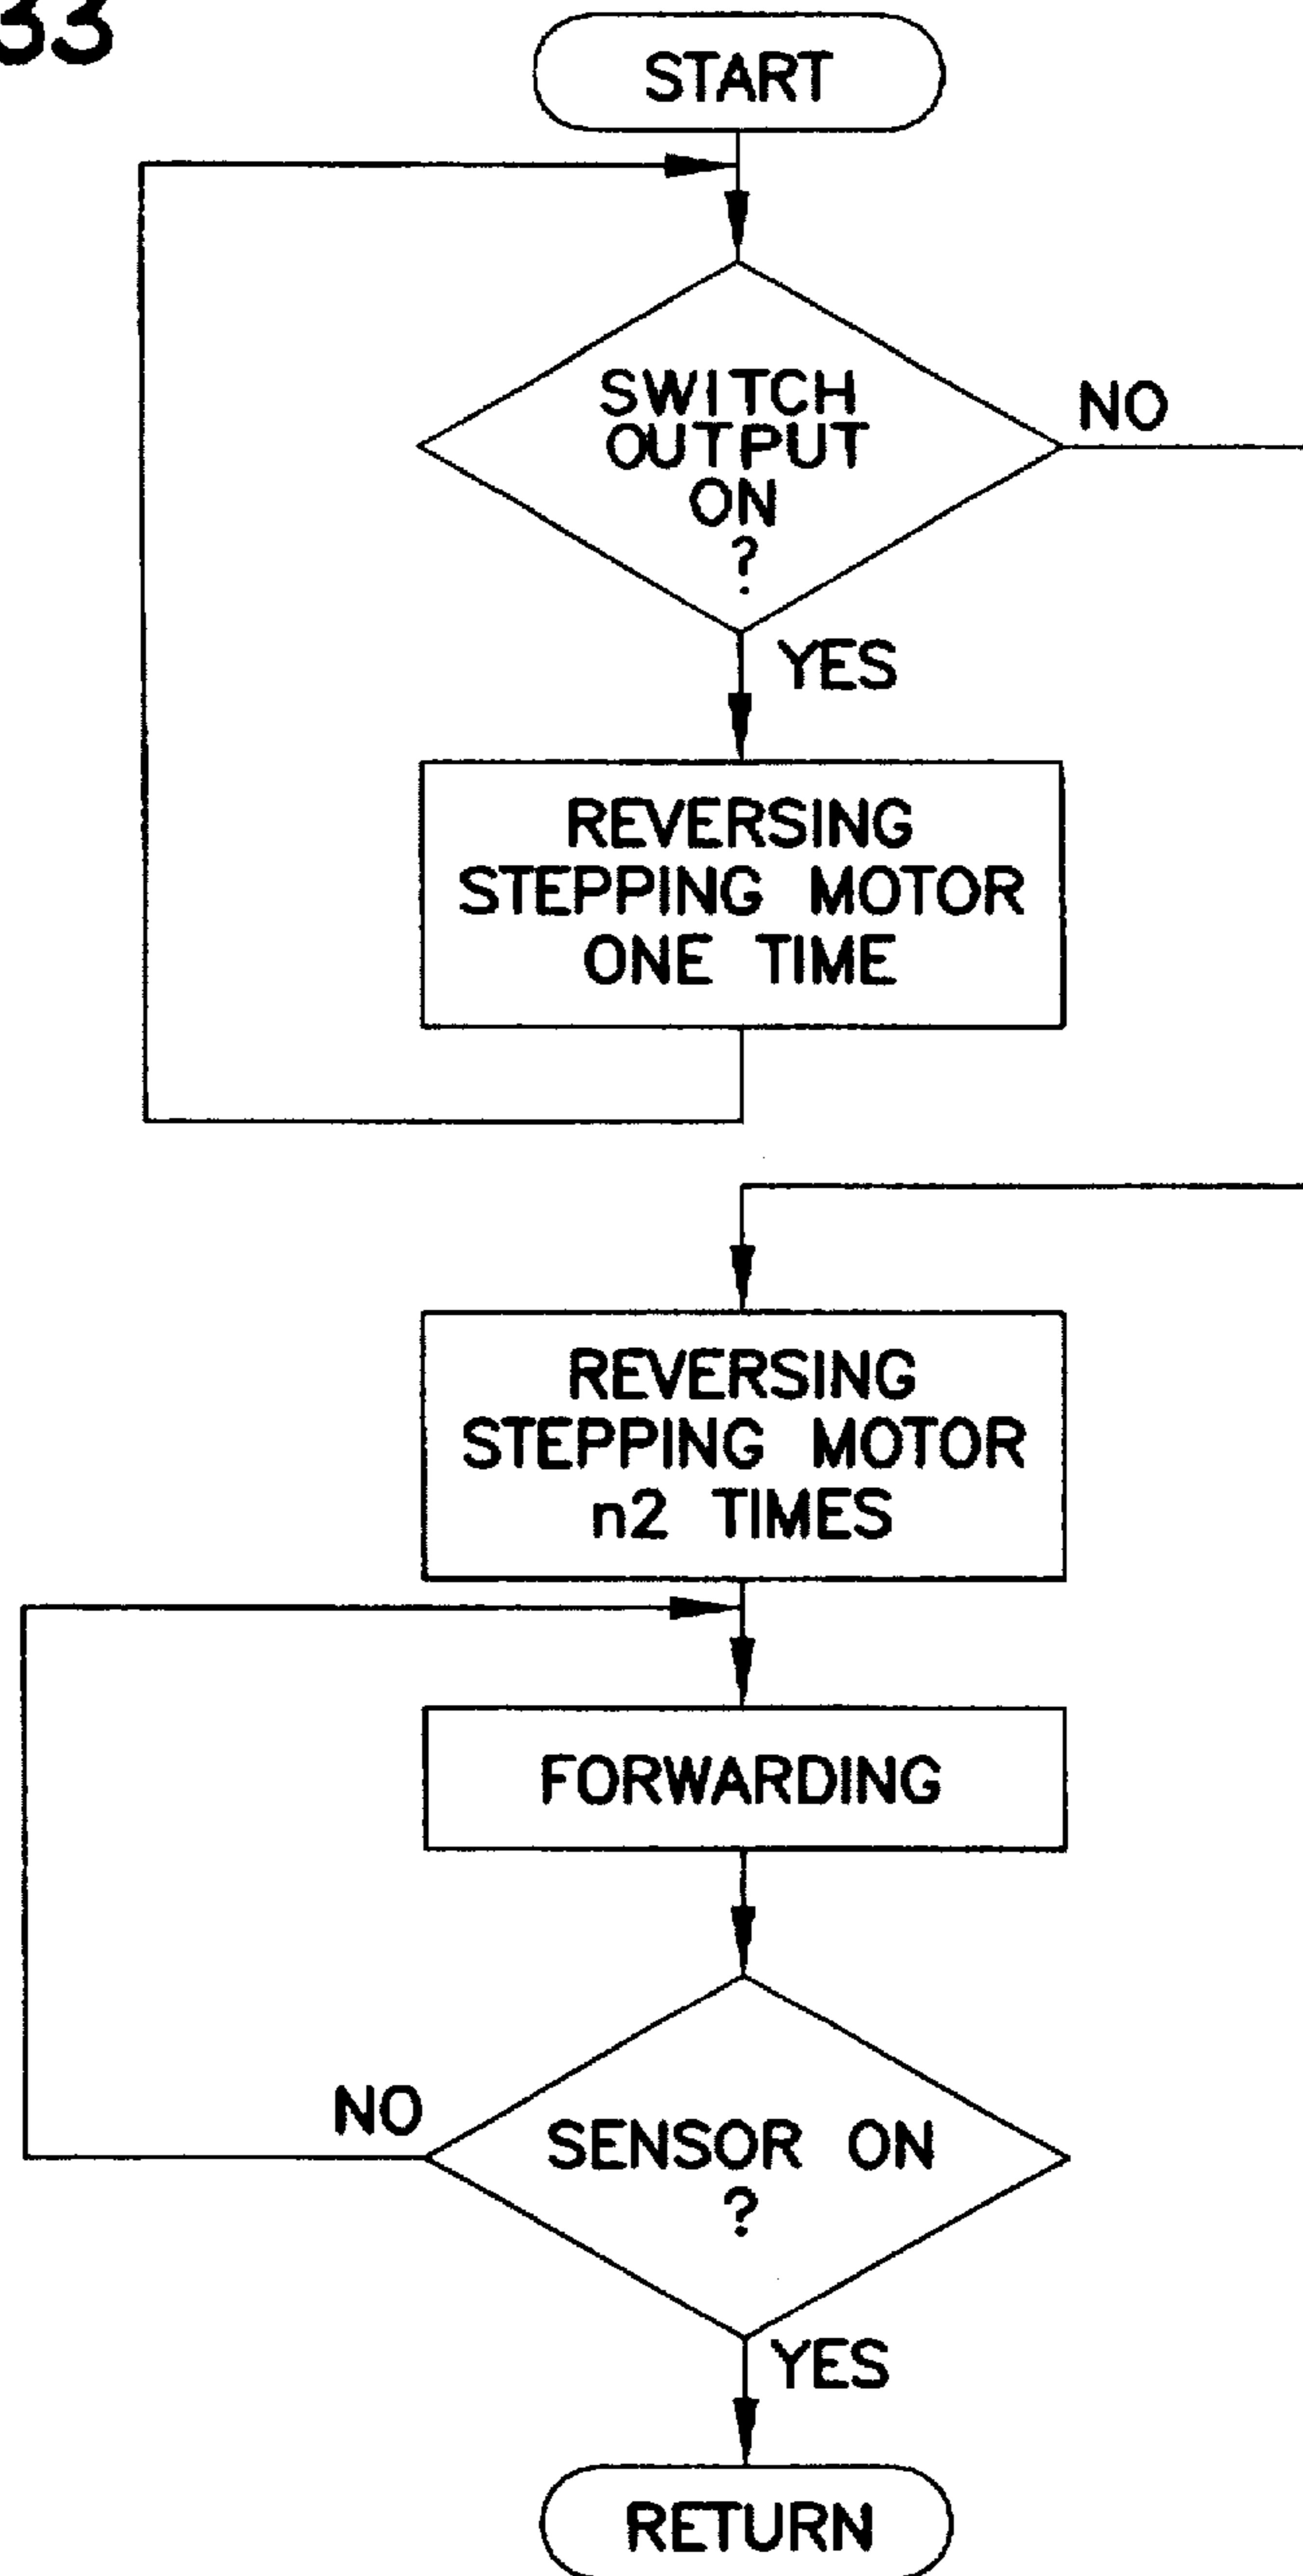 33
START
SWITCH
OUTPUT
ON
?
NO
YES
REVERSING
STEPPING MOTOR
ONE TIME
REVERSING
STEPPING MOTOR
n2 TIMES
FORWARDING
NO
SENSOR ON
?
YES
RETURN